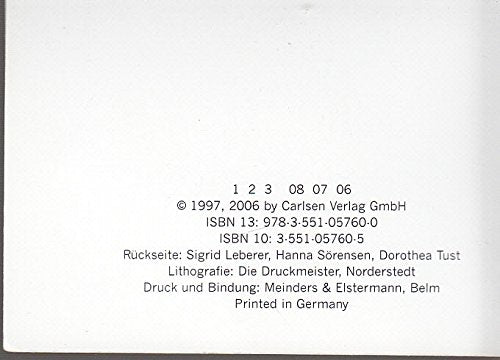 1 2 3 08 07 06
© 1997, 2006 by Carlsen Verlag GmbH
ISBN 13: 978-3-551-05760-0
ISBN 10: 3-551-05760-5
Rückseite: Sigrid Leberer, Hanna Sörensen, Dorothea Tust
Lithografie: Die Druckmeister, Norderstedt
Druck und Bindung: Meinders & Elstermann, Belm
Printed in Germany